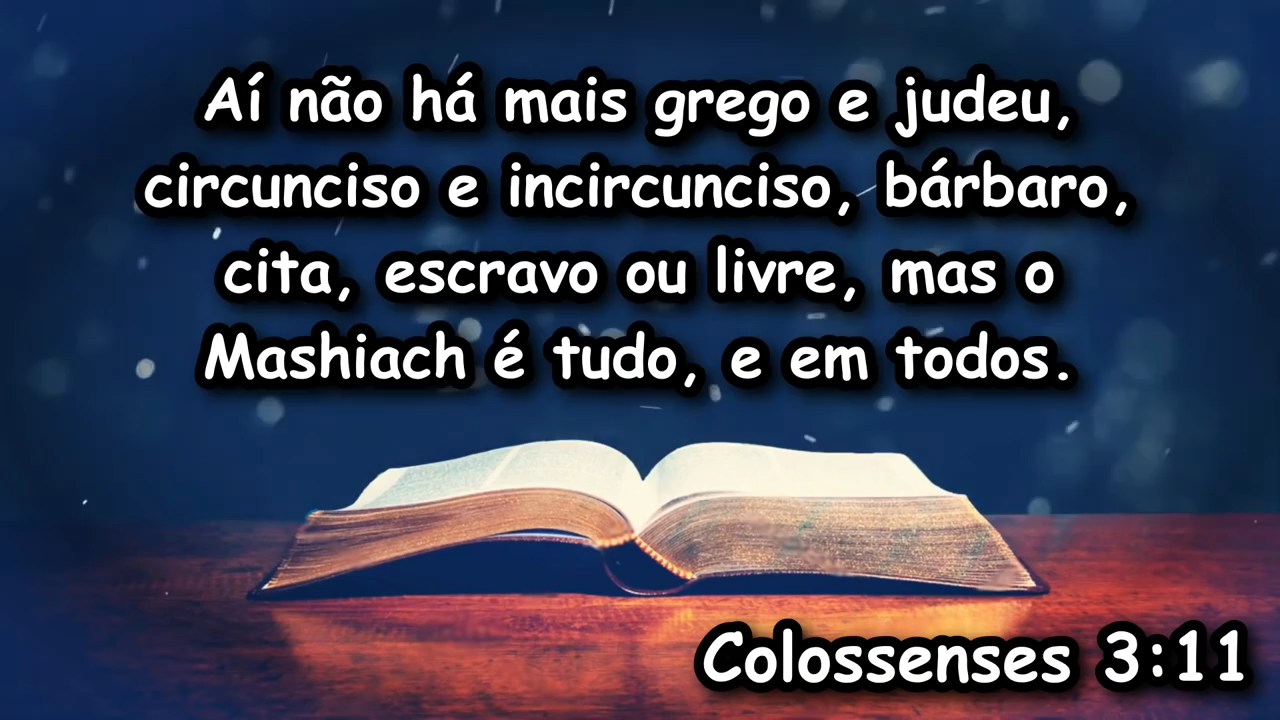 Aí não há mais grego e judeu,
circunciso e incircunciso, bárbaro,
cita, escravo ou livre, mas o
Mashiach é tudo, e em todos.
Colossenses 3:11